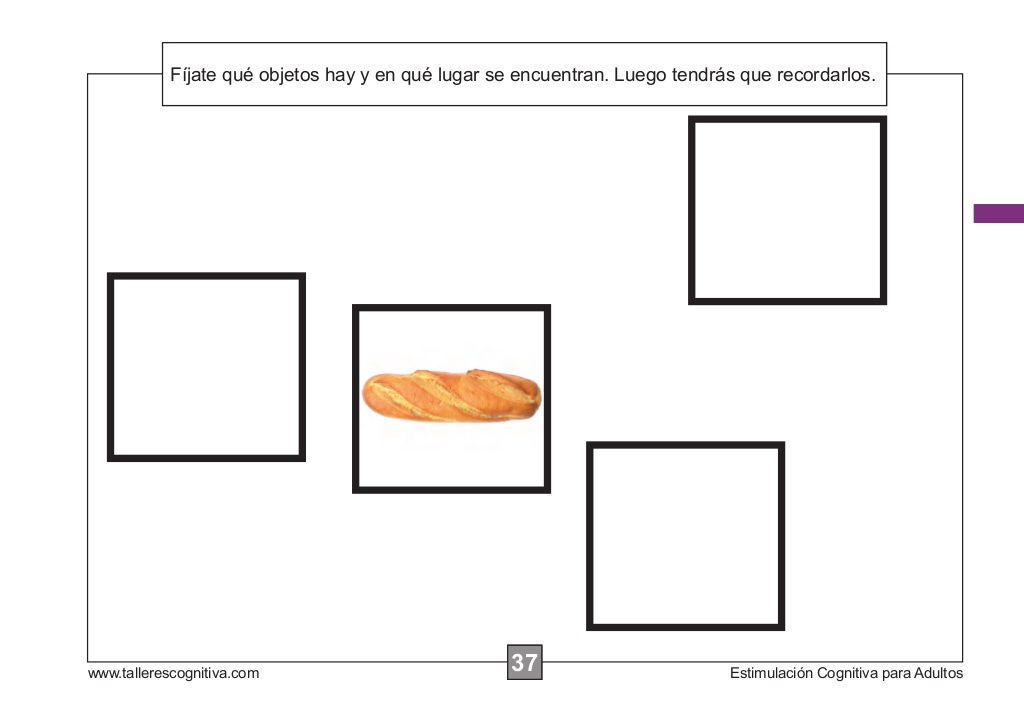 Fíjate qué objetos hay y en qué lugar se encuentran. Luego tendrás que recordarlos.
www.tallerescognitiva.com
37
Estimulación Cognitiva para Adultos